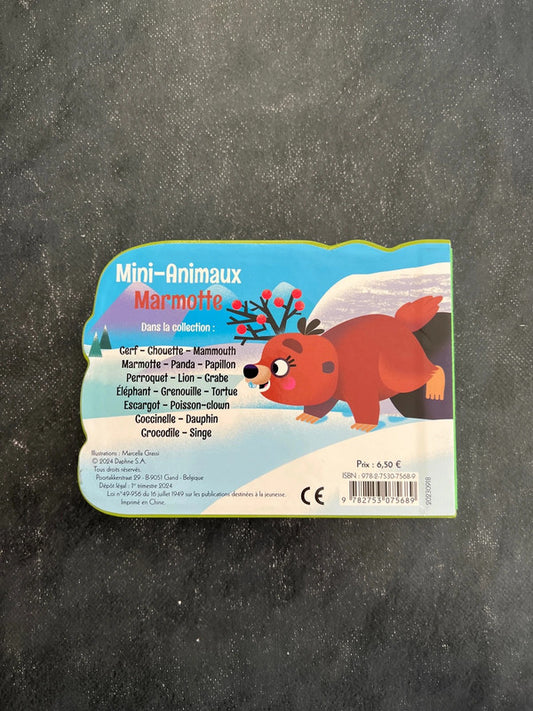 Mini-Animaux
Marmotte
Dans la collection :
Cerf - Chouette - Mammouth
Marmotte - Panda - Papillon
Perroquet - Lion - Crabe
Éléphant - Grenouille - Tortue
Escargot - Poisson-clown
Coccinelle - Dauphin
Crocodile - Singe
Illustrations : Marcella Grassi
© 2024 Daphne S.A.
Tous droits réservés.
Poortakkerstraat 29 - B-9051 Gand - Belgique
Dépôt légal : 1er trimestre 2024
Loi n°49-956 du 16 juillet 1949 sur les publications destinées à la jeunesse.
Imprimé en Chine.
CE
Prix : 6,50 €
ISBN : 978-2-7530-7568-9
9 782753 075689
20230918